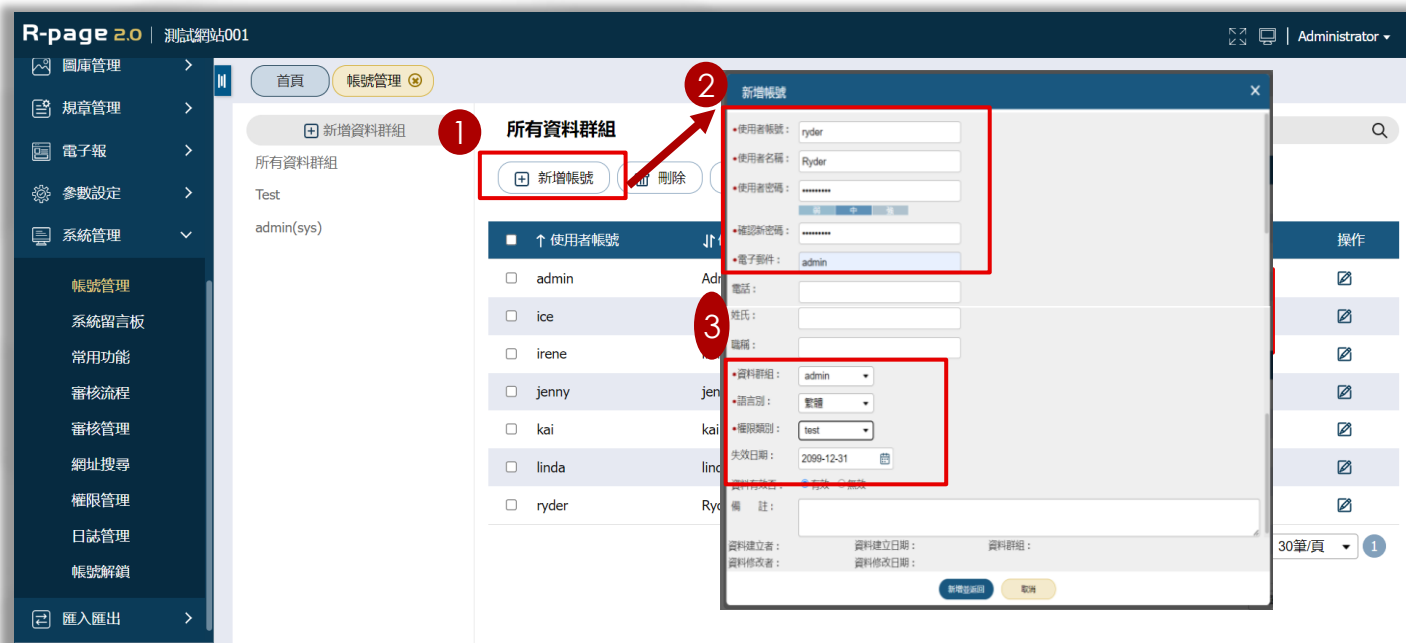 R-page 2.0 | 測試網站001
Administrator
圖庫管理
規章管理
電子報
參數設定
系統管理
帳號管理
系統留言板
常用功能
審核流程
審核管理
網址搜尋
權限管理
日誌管理
帳號解鎖
匯入匯出
首頁
帳號管理
新增資料群組
所有資料群組
Test
admin(sys)
1
所有資料群組
新增帳號
刪除
使用者帳號
操作
admin
Adm
ice
irene
jenny
jen
kai
kai
linda
lind
ryder
Ryd
30筆/頁
1
2
新增帳號
使用者帳號：
ryder
使用者名稱：
Ryder
使用者密碼：
中
確認新密碼：
電子郵件：
admin
電話：
姓氏：
3
職稱：
資料群組：
admin
語言別：
繁體
權限類別：
test
失效日期：
2099-12-31
資料有效否：
有效
無效
備 註：
資料建立者：
資料建立日期：
資料群組：
資料修改者：
資料修改日期：
新增並返回
取消